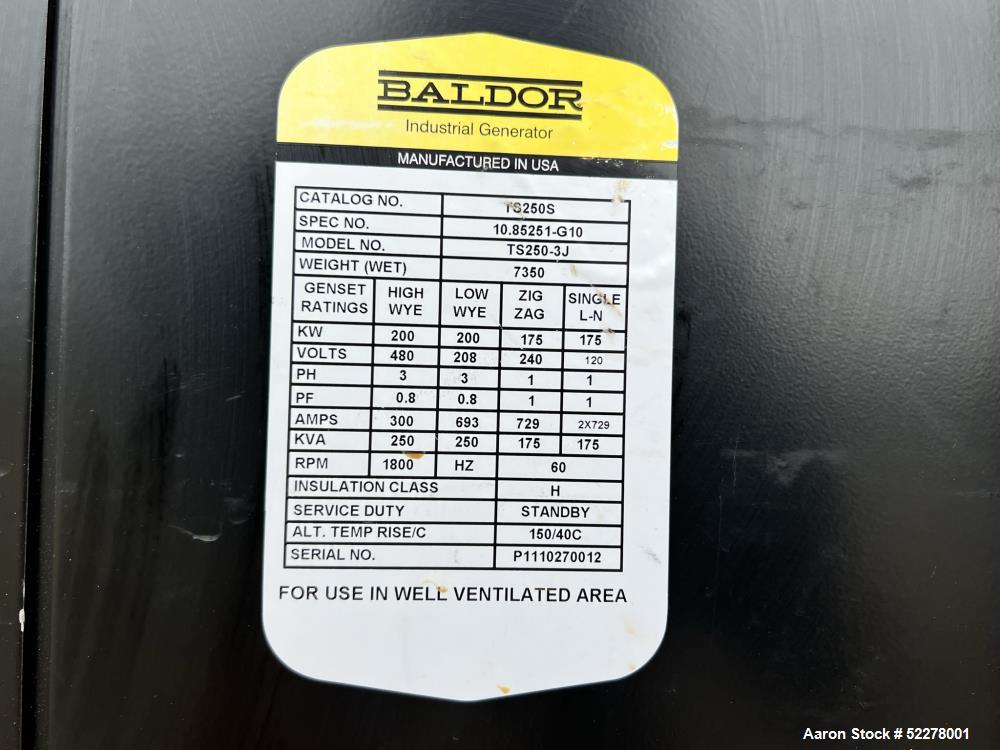 BALDOR
Industrial Generator
MANUFACTURED IN USA
CATALOG NO. TS250S
SPEC NO. 10.85251-G10
MODEL NO. TS250-3J
WEIGHT (WET) 7350
GENSET RATINGS HIGH WYE LOW WYE ZIG ZAG SINGLE L-N
KW 200 200 175 175
VOLTS 480 208 240 120
PH 3 3 1 1
PF 0.8 0.8 1 1
AMPS 300 693 729 2X729
KVA 250 250 175 175
RPM 1800 HZ 60
INSULATION CLASS H
SERVICE DUTY STANDBY
ALT. TEMP RISE/C 150/40C
SERIAL NO. P1110270012
FOR USE IN WELL VENTILATED AREA
Aaron Stock # 52278001